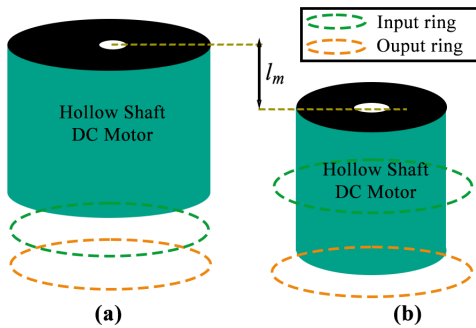 Input ring
Ouput ring
l_m
Hollow Shaft
DC Motor
Hollow Shaft
DC Motor
(a)
(b)